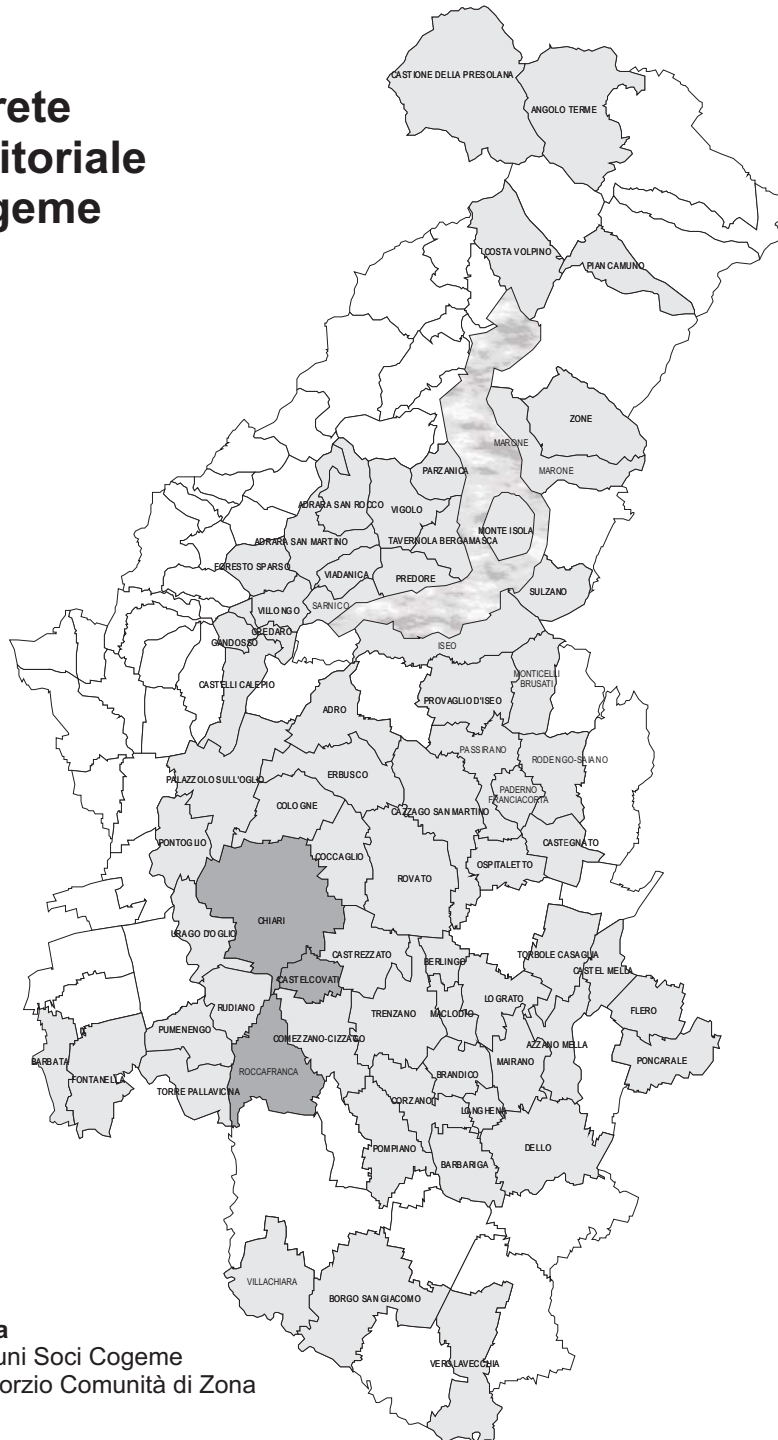 rete
itoriale
geme
CASTIONE DELLA PRESOLANA
ANGOLO TERME
COSTA VOLPINO
PIAN CAMUNO
ZONE
MARONE
MARONE
PARZANICA
ADRARA SAN ROCCO
VIGOLO
MONTE ISOLA
ADRARA SAN MARTINO
TAVERNOLA BERGAMASCA
FORESTO SPARSO
VIADANICA
PREDORE
SULZANO
VILLONGO
SARNICO
CREDARO
GANDOSSO
ISEO
CASTELLI CALEPIO
MONTICELLI
BRUSATI
PROVAGLIO D'ISEO
ADRO
PASSIRANO
RODENGO-SAIANO
PALAZZOLO SULL'OGLIO
ERBUSCO
PADERNO
FRANCIACORTA
COLOGNE
CAZZAGO SAN MARTINO
PONTOGLIO
COCCAGLIO
CASTEGNATO
OSPITALETTO
ROVATO
CHIARI
URAGO D'OGLIO
CASTREZZATO
BERLINGO
TORBOLE CASAGLIA
CASTEL MELLA
CASTELCOVATI
LOGRATO
RUDIANO
TRENZANO
MACLODIO
FLERO
PUMENENGO
COMEZZANO-CIZZAGO
AZZANO MELLA
BARBATA
MAIRANO
PONCARALE
FONTANELLA
ROCCAFRANCA
BRANDICO
TORRE PALLAVICINA
CORZANO
LONGHENA
POMPIANO
DELLO
BARBARIGA
VILLACHIARA
BORGO SAN GIACOMO
VEROLAVECCHIA
a
uni Soci Cogeme
orzio Comunità di Zona